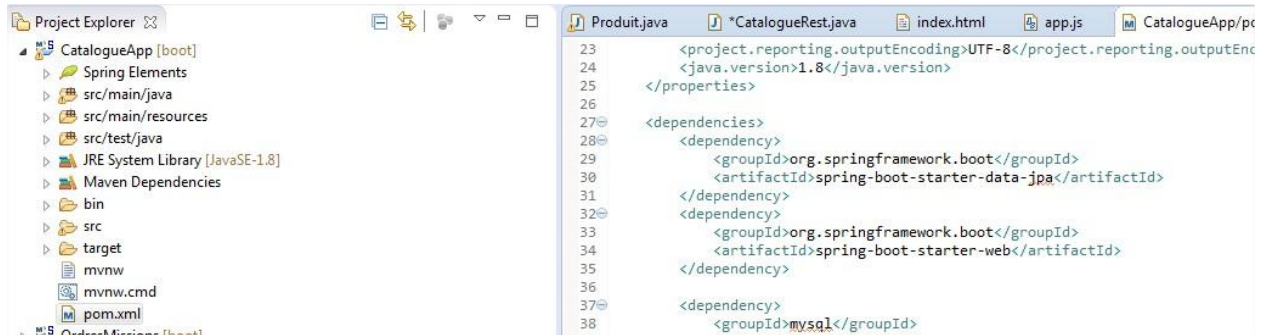 Project Explorer
CatalogueApp [boot]
Spring Elements
src/main/java
src/main/resources
src/test/java
JRE System Library [JavaSE-1.8]
Maven Dependencies
bin
src
target
mvnw
mvnw.cmd
pom.xml
OrdresMissions [boot]
Produit.java *CatalogueRest.java index.html app.js CatalogueApp/po
23 <project.reporting.outputEncoding>UTF-8</project.reporting.outputEnc
24 <java.version>1.8</java.version>
25 </properties>
26
27 <dependencies>
28 <dependency>
29 <groupId>org.springframework.boot</groupId>
30 <artifactId>spring-boot-starter-data-jpa</artifactId>
31 </dependency>
32 <dependency>
33 <groupId>org.springframework.boot</groupId>
34 <artifactId>spring-boot-starter-web</artifactId>
35 </dependency>
36
37 <dependency>
38 <groupId>mysql</groupId>